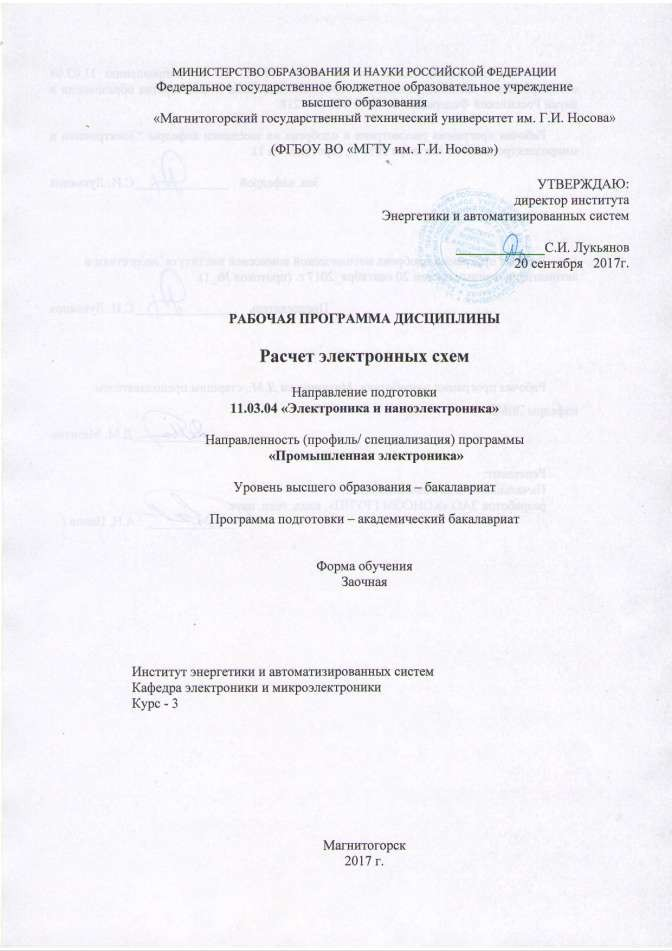 МИНИСТЕРСТВО ОБРАЗОВАНИЯ И НАУКИ РОССИЙСКОЙ ФЕДЕРАЦИИ
Федеральное государственное бюджетное образовательное учреждение
высшего образования
«Магнитогорский государственный технический университет им. Г.И. Носова»
(ФГБОУ ВО «МГТУ им. Г.И. Носова»)
УТВЕРЖДАЮ:
директор института
Энергетики и автоматизированных систем
С.И. Лукьянов
20 сентября 2017г.
РАБОЧАЯ ПРОГРАММА ДИСЦИПЛИНЫ
Расчет электронных схем
Направление подготовки
11.03.04 «Электроника и наноэлектроника»
Направленность (профиль/ специализация) программы
«Промышленная электроника»
Уровень высшего образования – бакалавриат
Программа подготовки – академический бакалавриат
Форма обучения
Заочная
Институт энергетики и автоматизированных систем
Кафедра электроники и микроэлектроники
Курс - 3
Магнитогорск
2017 г.